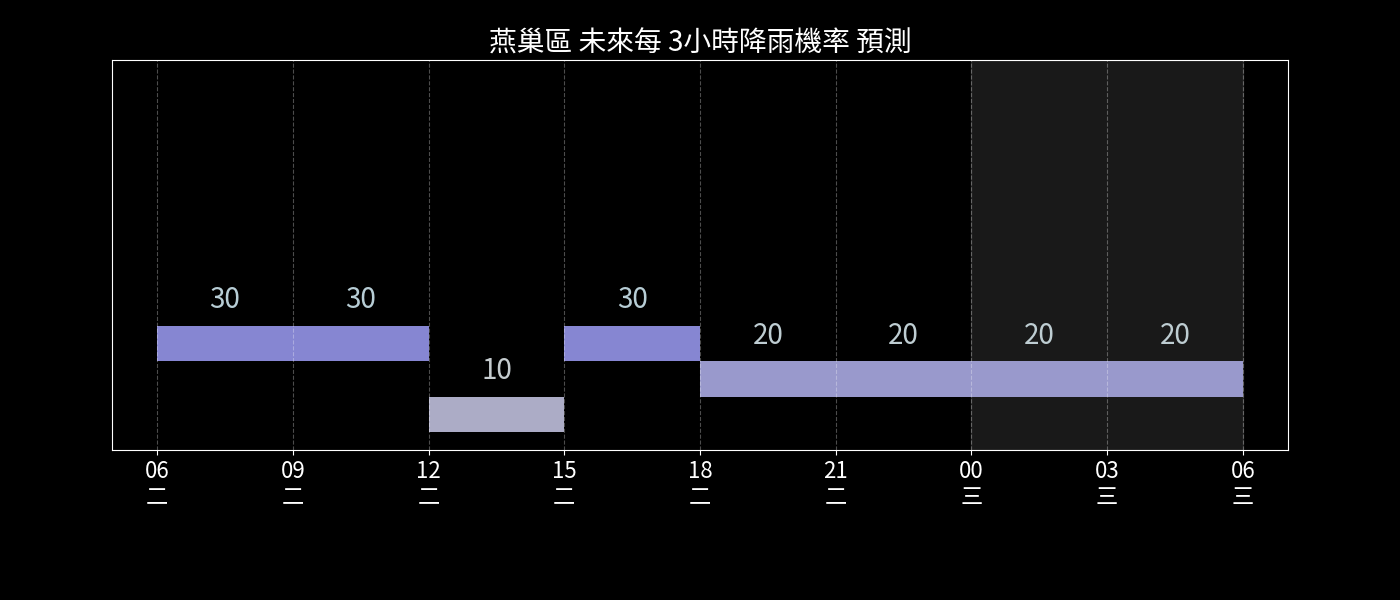 燕巢區 未來每 3小時降雨機率 預測
30 30 30
20 20 20 20
10
06 09 12 15 18 21 00 03 06
二 二 二 二 二 二 三 三 三